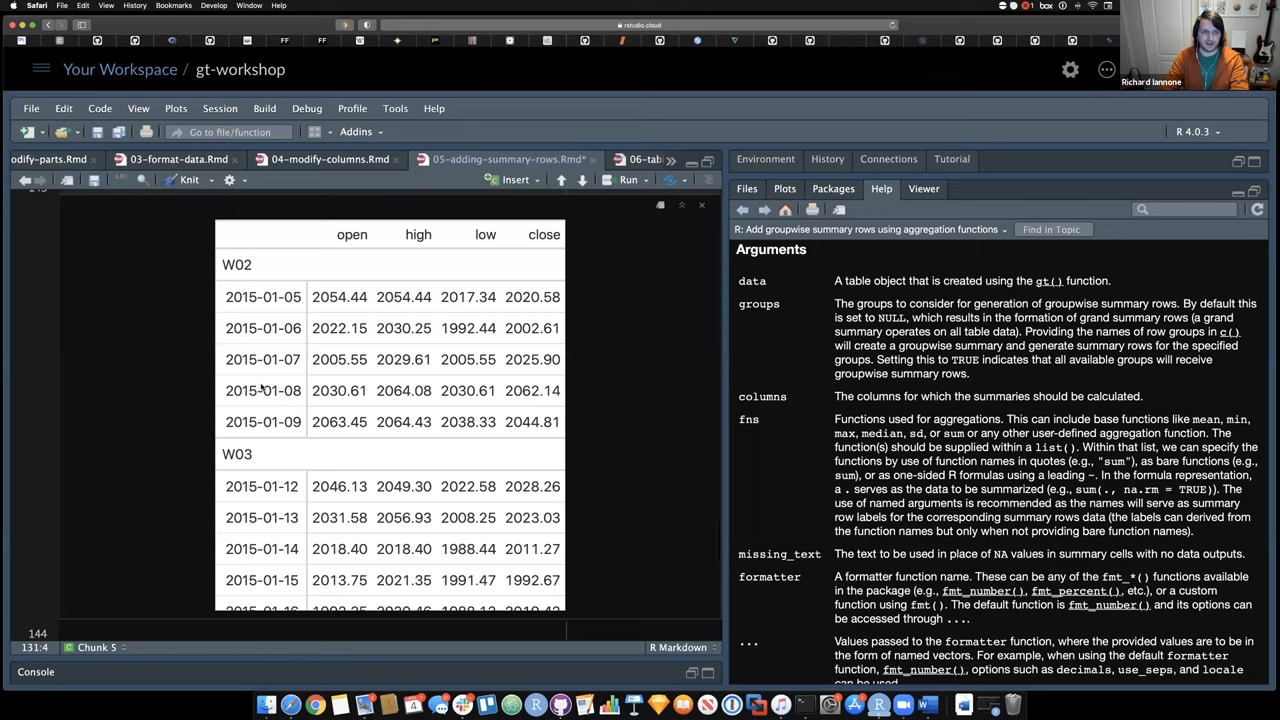 Safari File Edit View History Bookmarks Develop Window Help
box
rstudio.cloud
FF FF
Richard Iannone
Your Workspace / gt-workshop
File Edit Code View Plots Session Build Debug Profile Tools Help
Go to file/function Addins R 4.0.3
odify-parts.Rmd 03-format-data.Rmd 04-modify-columns.Rmd 05-adding-summary-rows.Rmd* 06-tab
Knit Insert Run
open high low close
W02
2015-01-05 2054.44 2054.44 2017.34 2020.58
2015-01-06 2022.15 2030.25 1992.44 2002.61
2015-01-07 2005.55 2029.61 2005.55 2025.90
2015-01-08 2030.61 2064.08 2030.61 2062.14
2015-01-09 2063.45 2064.43 2038.33 2044.81
W03
2015-01-12 2046.13 2049.30 2022.58 2028.26
2015-01-13 2031.58 2056.93 2008.25 2023.03
2015-01-14 2018.40 2018.40 1988.44 2011.27
2015-01-15 2013.75 2021.35 1991.47 1992.67
144
131:4 Chunk 5 R Markdown
Console
Environment History Connections Tutorial
Files Plots Packages Help Viewer
R: Add groupwise summary rows using aggregation functions Find in Topic
Arguments
data A table object that is created using the gt() function.
groups The groups to consider for generation of groupwise summary rows. By default this
is set to NULL, which results in the formation of grand summary rows (a
grand summary operates on all table data). Providing the names of row groups in c()
will create a groupwise summary and generate summary rows for the specified
groups. Setting this to TRUE indicates that all available groups will receive
groupwise summary rows.
columns The columns for which the summaries should be calculated.
fns Functions used for aggregations. This can include base functions like mean, min,
max, median, sd, or sum or any other user-defined aggregation function. The
function(s) should be supplied within a list(). Within that list, we can specify the
functions by use of function names in quotes (e.g., "sum"), as bare functions (e.g.,
sum), or as one-sided R formulas using a leading ~. In the formula representation,
a . serves as the data to be summarized (e.g., sum(., na.rm = TRUE)). The
use of named arguments is recommended as the names will serve as summary
row labels for the corresponding summary rows data (the labels can derived from
the function names but only when not providing bare function names).
missing_text The text to be used in place of NA values in summary cells with no data outputs.
formatter A formatter function name. These can be any of the fmt_*() functions available
in the package (e.g., fmt_number(), fmt_percent(), etc.), or a custom
function using fmt(). The default function is fmt_number() and its options can
be accessed through ....
... Values passed to the formatter function, where the provided values are to be in
the form of named vectors. For example, when using the default formatter
function, fmt_number(), options such as decimals, use_seps, and locale
can be used.